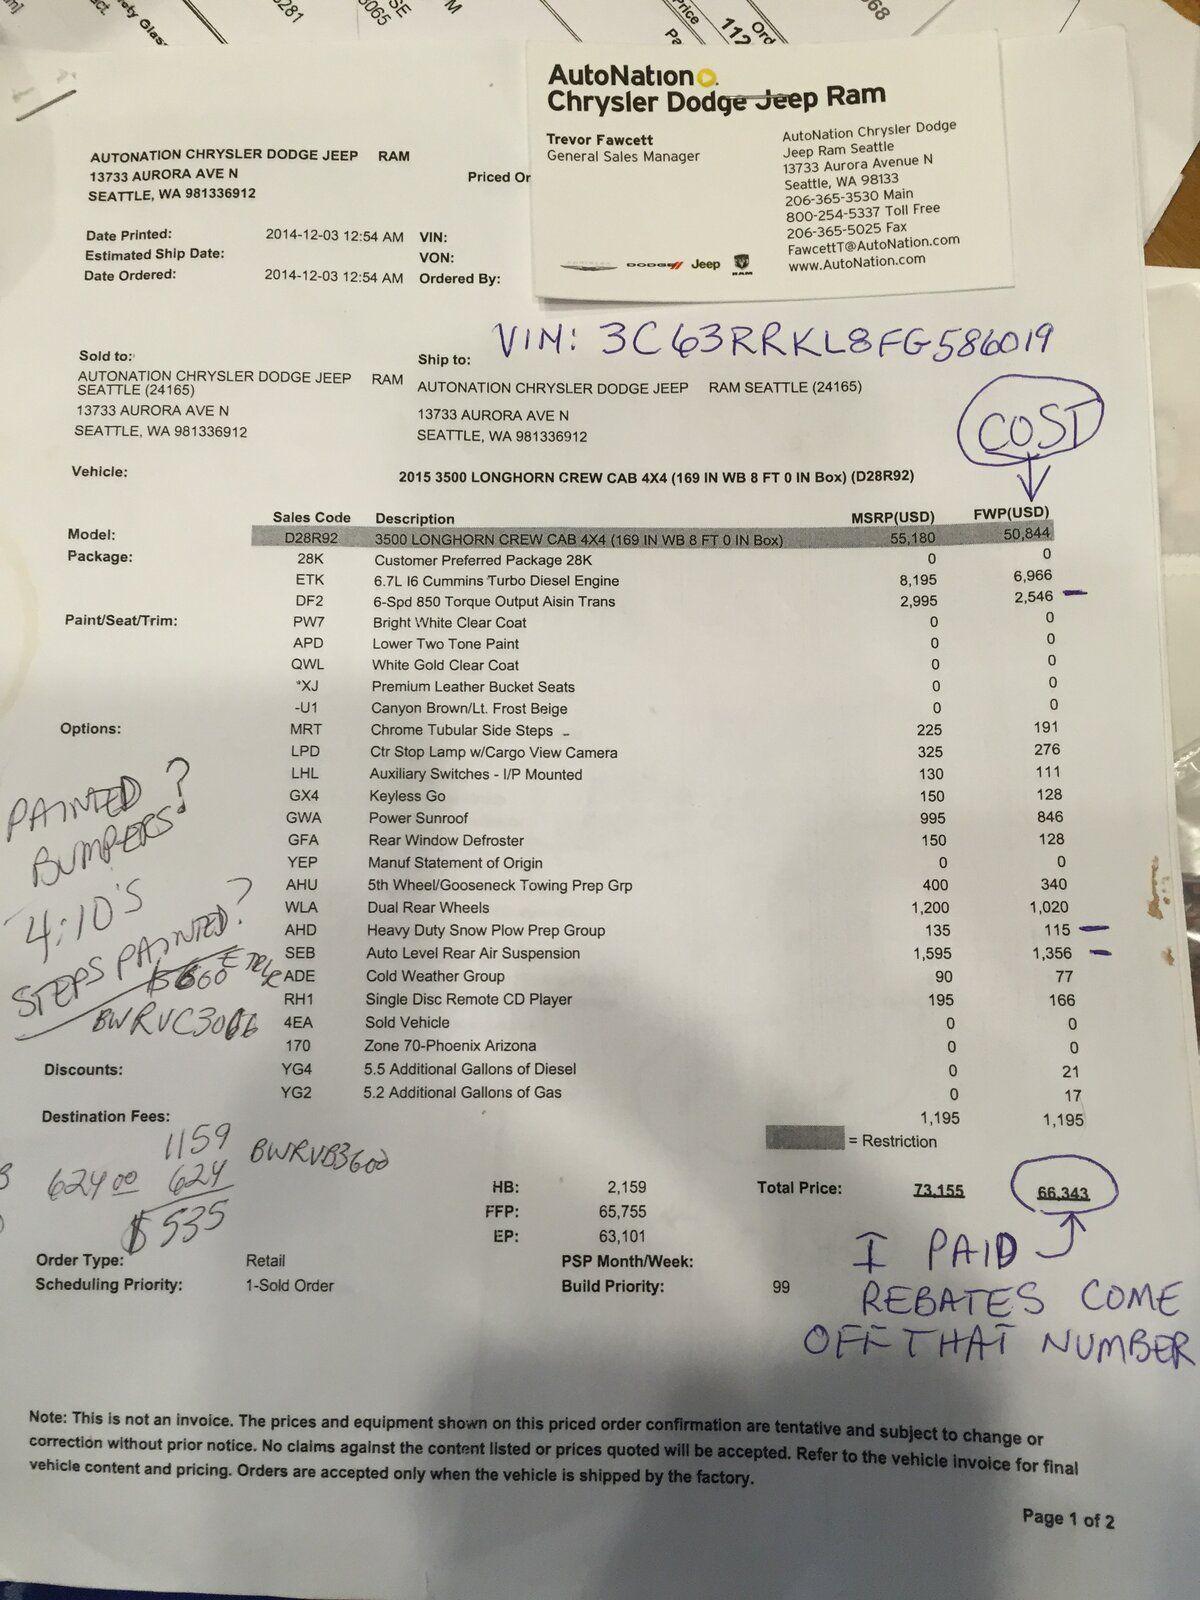 AutoNation
Chrysler Dodge Jeep Ram
Trevor Fawcett
General Sales Manager
AutoNation Chrysler Dodge
Jeep Ram Seattle
13733 Aurora Avenue N
Seattle, WA 98133
206-365-3530 Main
800-254-5337 Toll Free
206-365-5025 Fax
FawcettT@AutoNation.com
www.AutoNation.com
DODGE Jeep RAM
AUTONATION CHRYSLER DODGE JEEP RAM
13733 AURORA AVE N
SEATTLE, WA 981336912
Priced Or
Date Printed: 2014-12-03 12:54 AM VIN:
Estimated Ship Date: VON:
Date Ordered: 2014-12-03 12:54 AM Ordered By:
VIN: 3C63RRKL8FG586019
Sold to:
AUTONATION CHRYSLER DODGE JEEP RAM
SEATTLE (24165)
13733 AURORA AVE N
SEATTLE, WA 981336912
Ship to:
AUTONATION CHRYSLER DODGE JEEP RAM SEATTLE (24165)
13733 AURORA AVE N
SEATTLE, WA 981336912
COST
Vehicle: 2015 3500 LONGHORN CREW CAB 4X4 (169 IN WB 8 FT 0 IN Box) (D28R92)
Sales Code Description MSRP(USD) FWP(USD)
Model: D28R92 3500 LONGHORN CREW CAB 4X4 (169 IN WB 8 FT 0 IN Box) 55,180 50,844
Package: 28K Customer Preferred Package 28K 0 0
ETK 6.7L I6 Cummins Turbo Diesel Engine 8,195 6,966
DF2 6-Spd 850 Torque Output Aisin Trans 2,995 2,546
Paint/Seat/Trim: PW7 Bright White Clear Coat 0 0
APD Lower Two Tone Paint 0 0
QWL White Gold Clear Coat 0 0
*XJ Premium Leather Bucket Seats 0 0
-U1 Canyon Brown/Lt. Frost Beige 0 0
Options: MRT Chrome Tubular Side Steps 225 191
LPD Ctr Stop Lamp w/Cargo View Camera 325 276
LHL Auxiliary Switches - I/P Mounted 130 111
GX4 Keyless Go 150 128
GWA Power Sunroof 995 846
GFA Rear Window Defroster 150 128
YEP Manuf Statement of Origin 0 0
AHU 5th Wheel/Gooseneck Towing Prep Grp 400 340
WLA Dual Rear Wheels 1,200 1,020
AHD Heavy Duty Snow Plow Prep Group 135 115
SEB Auto Level Rear Air Suspension 1,595 1,356
ADE Cold Weather Group 90 77
RH1 Single Disc Remote CD Player 195 166
4EA Sold Vehicle 0 0
170 Zone 70-Phoenix Arizona 0 0
Discounts: YG4 5.5 Additional Gallons of Diesel 0 21
YG2 5.2 Additional Gallons of Gas 0 17
Destination Fees: 1,195 1,195
= Restriction
PAINTED
BUMPERS?
4:10'S
STEPS PAINTED?
BWRVC3016
1159
624.00 624
$535
BWRVB3600
HB: 2,159 Total Price: 73,155 66,343
FFP: 65,755
EP: 63,101
I PAID
REBATES COME
OFF THAT NUMBER
Order Type: Retail PSP Month/Week:
Scheduling Priority: 1-Sold Order Build Priority: 99
Note: This is not an invoice. The prices and equipment shown on this priced order confirmation are tentative and subject to change or
correction without prior notice. No claims against the content listed or prices quoted will be accepted. Refer to the vehicle invoice for final
vehicle content and pricing. Orders are accepted only when the vehicle is shipped by the factory.
Page 1 of 2